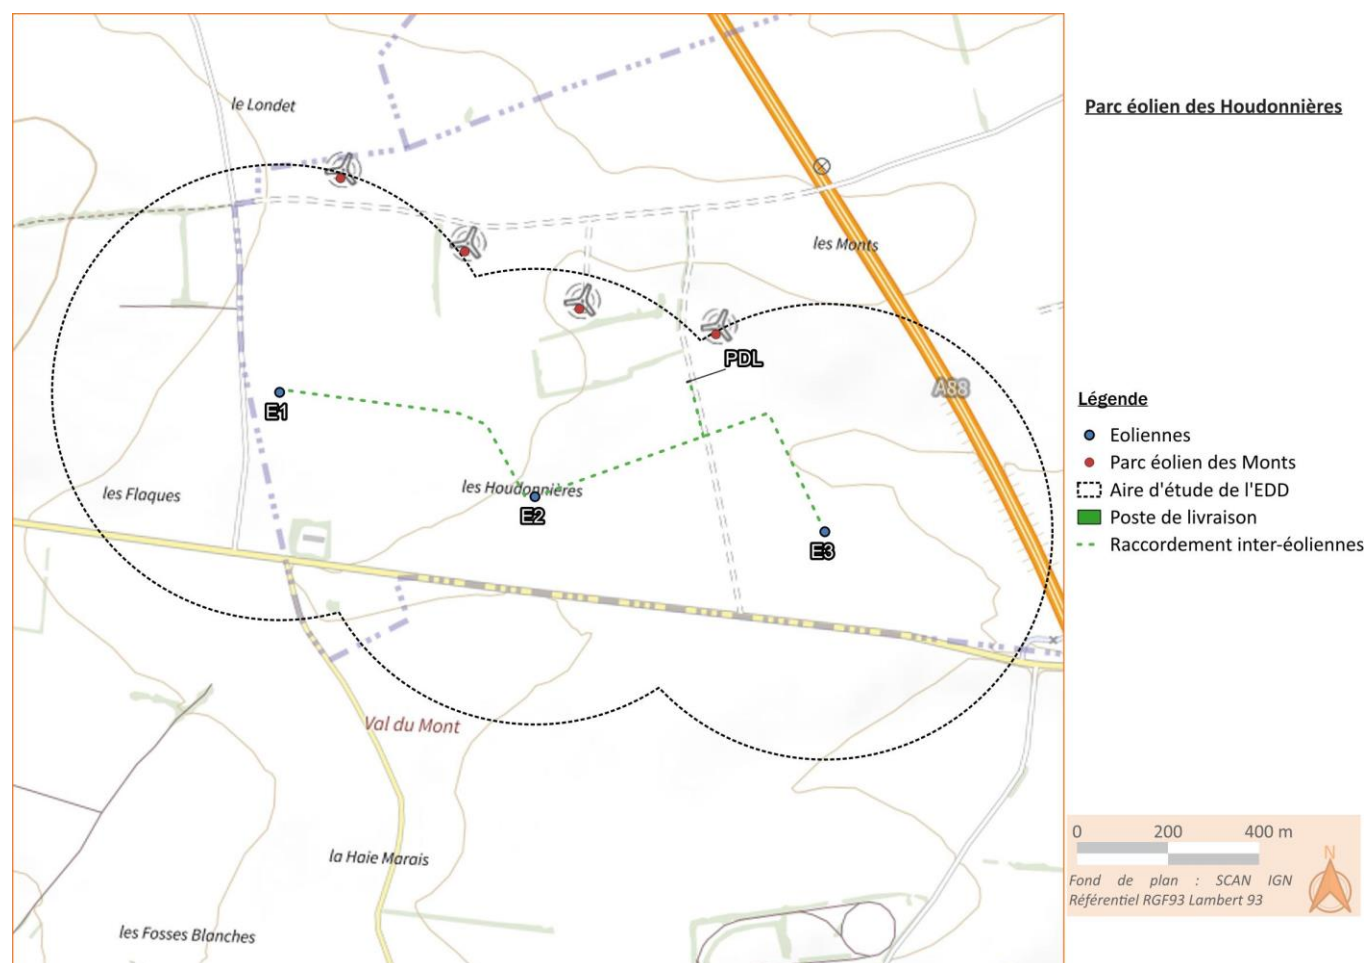 Parc éolien des Houdonnières
le Londet
les Monts
PDL
A88
E1
les Flaques
les Houdonnières
E2
E3
Val du Mont
la Haie Marais
les Fosses Blanches
Légende
Eoliennes
Parc éolien des Monts
Aire d'étude de l'EDD
Poste de livraison
Raccordement inter-éoliennes
0 200 400 m
Fond de plan : SCAN IGN
Référentiel RGF93 Lambert 93
N